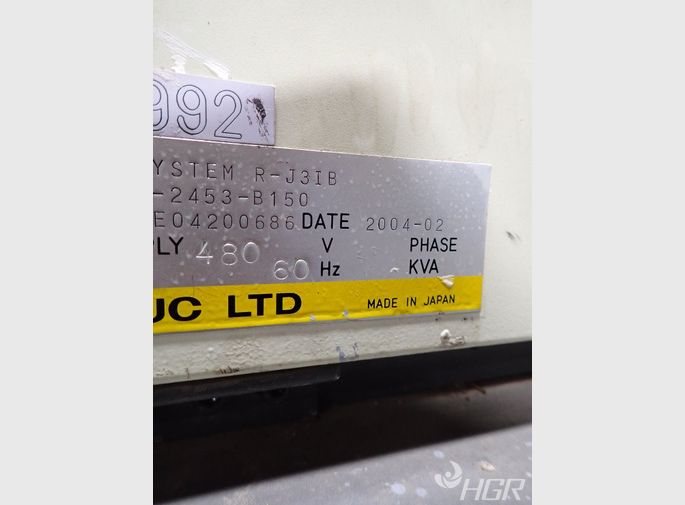 992
YSTEM R-J3IB
-2453-B150
E04200686 DATE 2004-02
PLY 480 V PHASE
60 Hz KVA
UC LTD MADE IN JAPAN
HGR